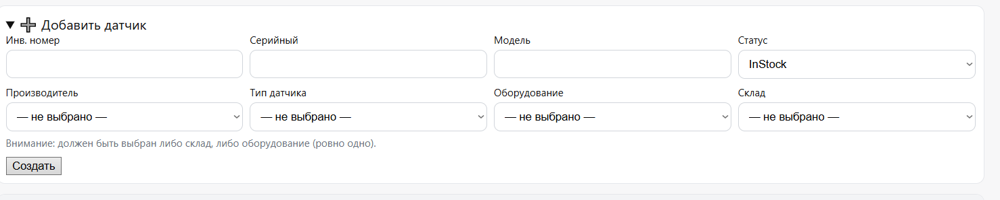 ▼ ➕ Добавить датчик
Инв. номер Серийный Модель Статус
InStock
Производитель Тип датчика Оборудование Склад
— не выбрано — — не выбрано — — не выбрано — — не выбрано —
Внимание: должен быть выбран либо склад, либо оборудование (ровно одно).
Создать